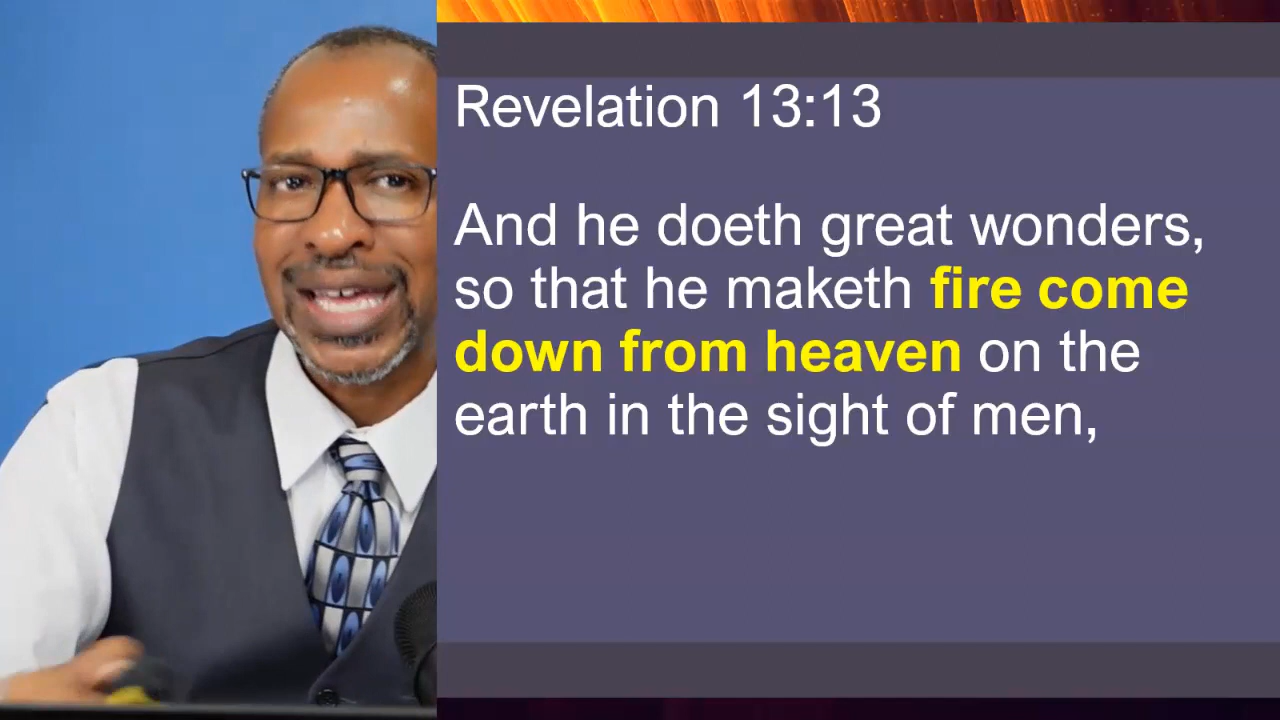 Revelation 13:13
And he doeth great wonders,
so that he maketh fire come
down from heaven on the
earth in the sight of men,